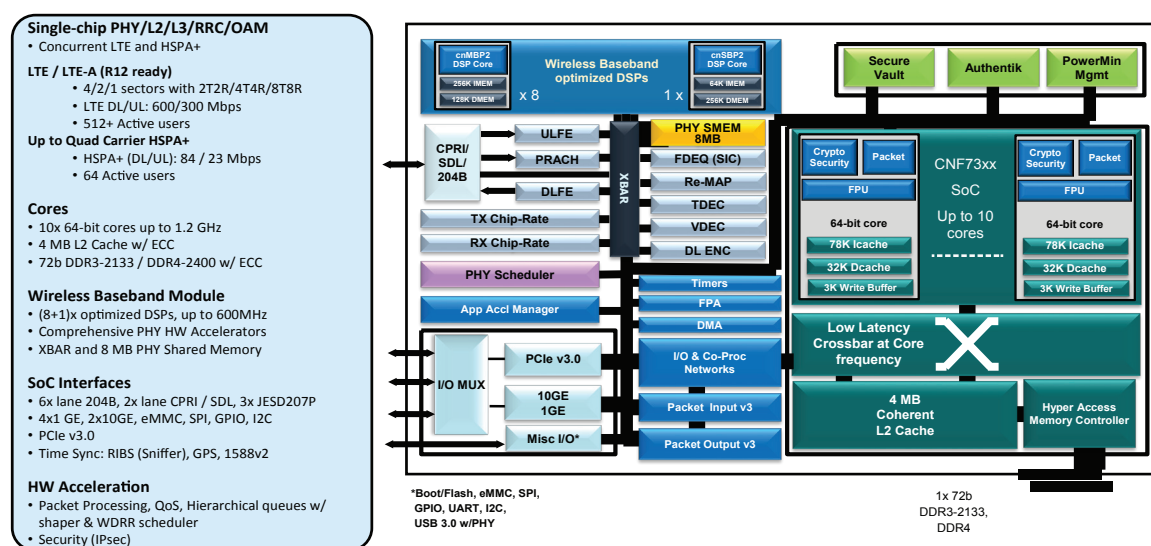 Single-chip PHY/L2/L3/RRC/OAM
• Concurrent LTE and HSPA+
LTE / LTE-A (R12 ready)
• 4/2/1 sectors with 2T2R/4T4R/8T8R
• LTE DL/UL: 600/300 Mbps
• 512+ Active users
Up to Quad Carrier HSPA+
• HSPA+ (DL/UL): 84 / 23 Mbps
• 64 Active users
Cores
• 10x 64-bit cores up to 1.2 GHz
• 4 MB L2 Cache w/ ECC
• 72b DDR3-2133 / DDR4-2400 w/ ECC
Wireless Baseband Module
• (8+1)x optimized DSPs, up to 600MHz
• Comprehensive PHY HW Accelerators
• XBAR and 8 MB PHY Shared Memory
SoC Interfaces
• 6x lane 204B, 2x lane CPRI / SDL, 3x JESD207P
• 4x1 GE, 2x10GE, eMMC, SPI, GPIO, I2C
• PCIe v3.0
• Time Sync: RIBS (Sniffer), GPS, 1588v2
HW Acceleration
• Packet Processing, QoS, Hierarchical queues w/
shaper & WDRR scheduler
• Security (IPsec)
cnMBP2
DSP Core
256K IMEM
128K DMEM
x 8
Wireless Baseband
optimized DSPs
1 x
cnSBP2
DSP Core
64K IMEM
256K DMEM
Secure
Vault
Authentik
PowerMin
Mgmt
CPRI/
SDL/
204B
ULFE
PRACH
DLFE
TX Chip-Rate
RX Chip-Rate
PHY Scheduler
App Accl Manager
XBAR
PHY SMEM
8MB
FDEQ (SIC)
Re-MAP
TDEC
VDEC
DL ENC
Timers
FPA
DMA
I/O & Co-Proc
Networks
Packet Input v3
Packet Output v3
I/O MUX
PCIe v3.0
10GE
1GE
Misc I/O*
Crypto
Security
Packet
FPU
64-bit core
78K Icache
32K Dcache
3K Write Buffer
CNF73xx
SoC
Up to 10
cores
Crypto
Security
Packet
FPU
64-bit core
78K Icache
32K Dcache
3K Write Buffer
Low Latency
Crossbar at Core
frequency
4 MB
Coherent
L2 Cache
Hyper Access
Memory Controller
*Boot/Flash, eMMC, SPI,
GPIO, UART, I2C,
USB 3.0 w/PHY
1x 72b
DDR3-2133,
DDR4